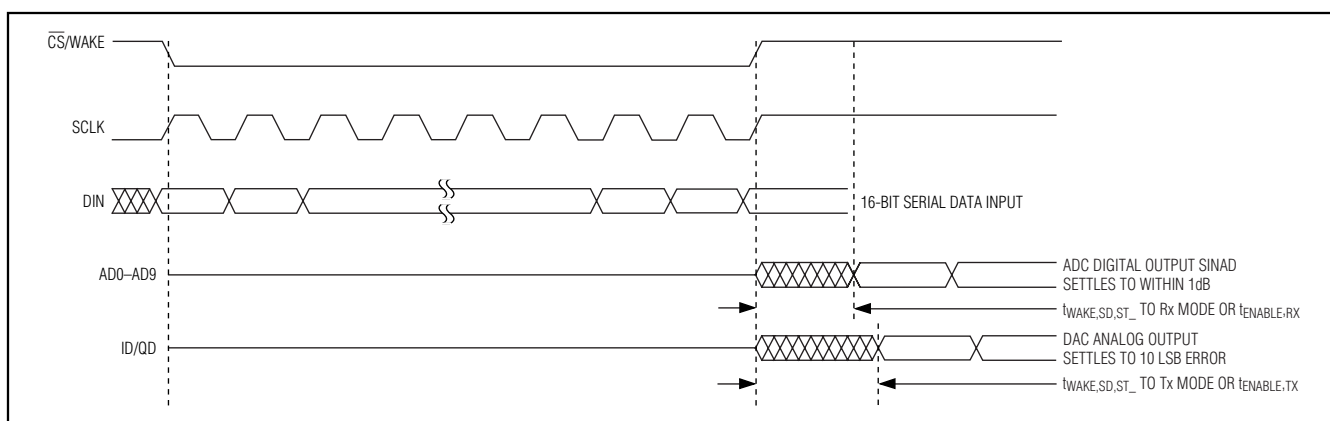 C̅S̅/WAKE
SCLK
DIN
16-BIT SERIAL DATA INPUT
AD0–AD9
ADC DIGITAL OUTPUT SINAD
SETTLES TO WITHIN 1dB
tWAKE,SD,ST_ TO Rx MODE OR tENABLE,RX
ID/QD
DAC ANALOG OUTPUT
SETTLES TO 10 LSB ERROR
tWAKE,SD,ST_ TO Tx MODE OR tENABLE,TX